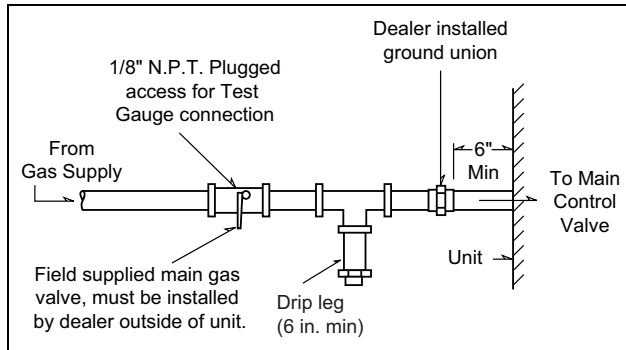 Dealer installed
ground union
1/8" N.P.T. Plugged
access for Test
Gauge connection
6"
Min
From
Gas Supply
To Main
Control
Valve
Unit
Field supplied main gas
valve, must be installed
by dealer outside of unit.
Drip leg
(6 in. min)